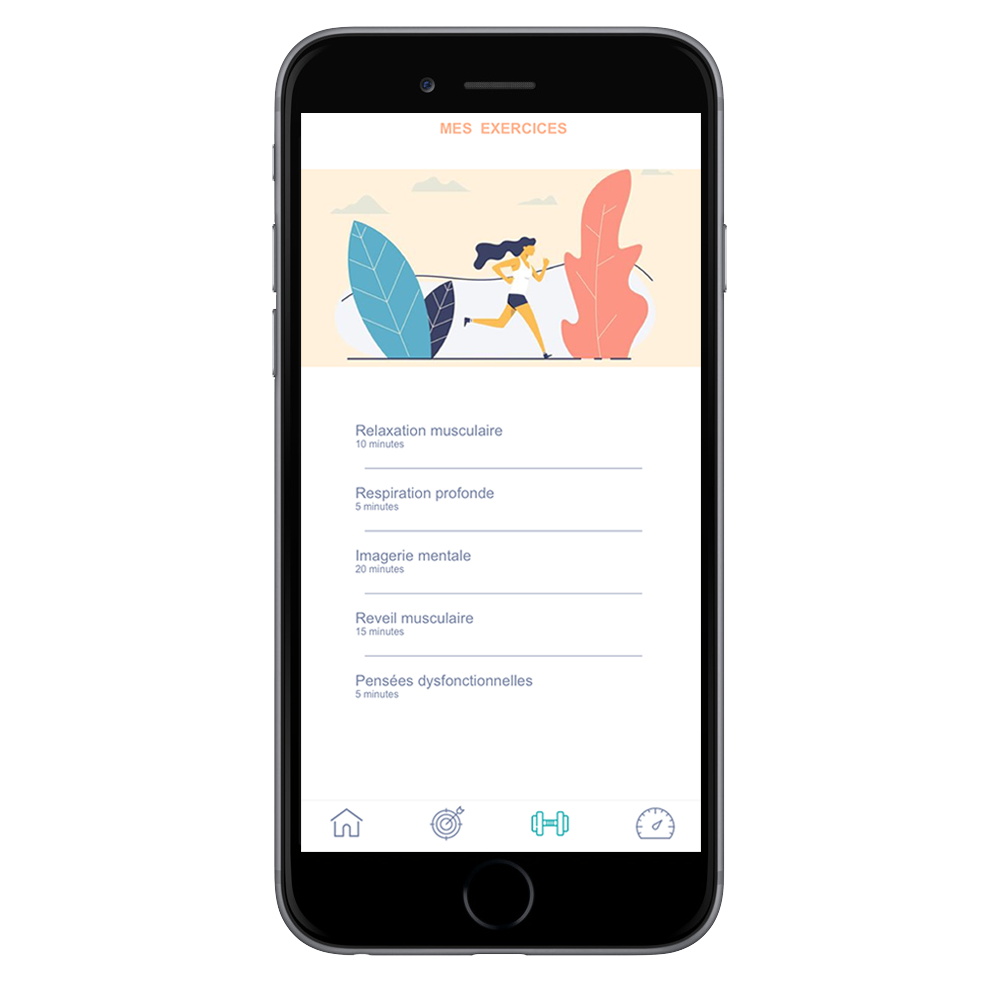 MES EXERCICES
Relaxation musculaire
10 minutes
Respiration profonde
5 minutes
Imagerie mentale
20 minutes
Reveil musculaire
15 minutes
Pensées dysfonctionnelles
5 minutes